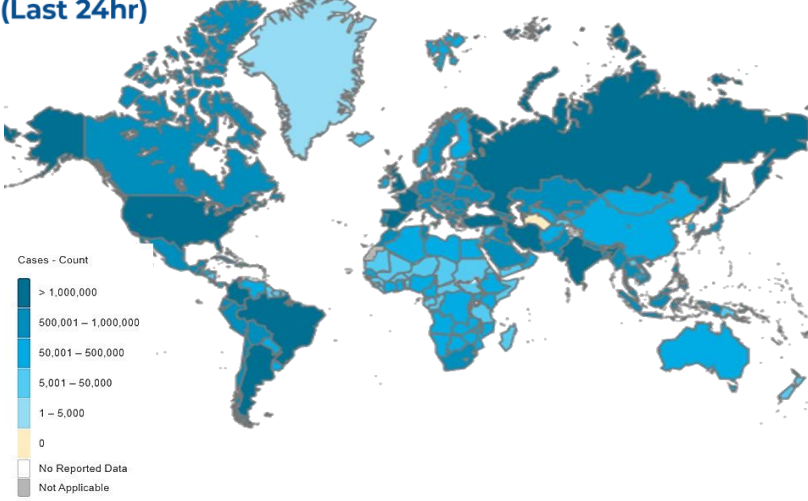 (Last 24hr)
Cases - Count
> 1,000,000
500,001 – 1,000,000
50,001 – 500,000
5,001 – 50,000
1 – 5,000
0
No Reported Data
Not Applicable